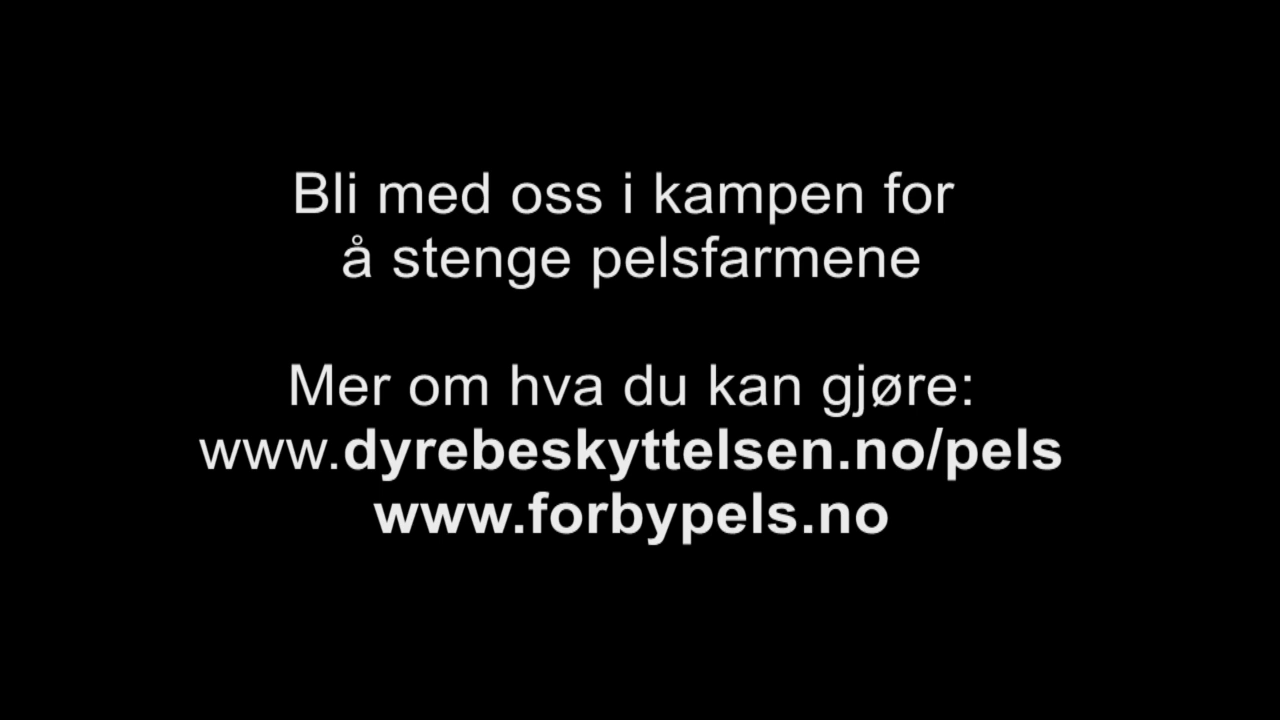 Bli med oss i kampen for
å stenge pelsfarmene
Mer om hva du kan gjøre:
www.dyrebeskyttelsen.no/pels
www.forbypels.no